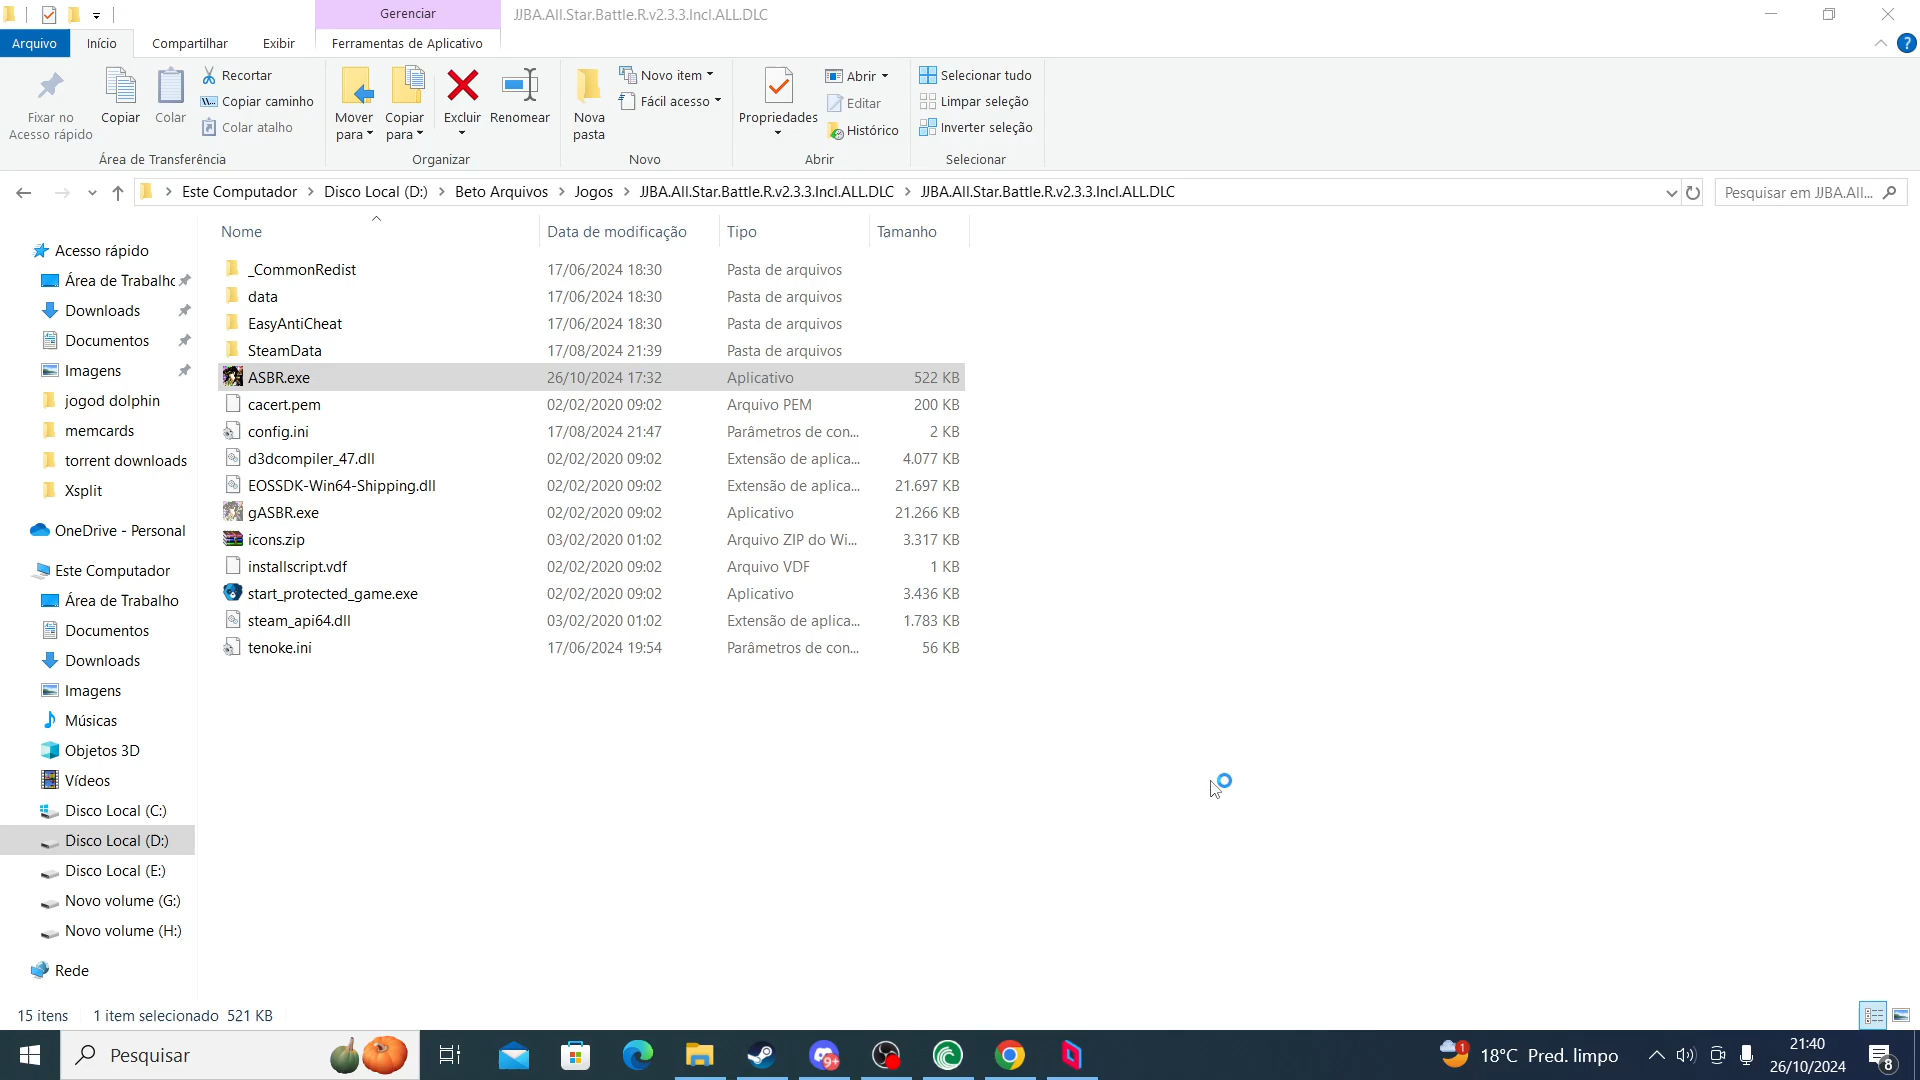 Gerenciar JJBA.All.Star.Battle.R.v2.3.3.Incl.ALL.DLC
Arquivo Início Compartilhar Exibir Ferramentas de Aplicativo ?
Fixar no Acesso rápido
Copiar
Colar
Recortar
Copiar caminho
Colar atalho
Mover para
Copiar para
Excluir
Renomear
Nova pasta
Novo item
Fácil acesso
Propriedades
Abrir
Editar
Histórico
Selecionar tudo
Limpar seleção
Inverter seleção
Área de Transferência Organizar Novo Abrir Selecionar
Este Computador Disco Local (D:) Beto Arquivos Jogos JJBA.All.Star.Battle.R.v2.3.3.Incl.ALL.DLC JJBA.All.Star.Battle.R.v2.3.3.Incl.ALL.DLC Pesquisar em JJBA.All...
Acesso rápido
Área de Trabalho
Downloads
Documentos
Imagens
jogod dolphin
memcards
torrent downloads
Xsplit
OneDrive - Personal
Este Computador
Área de Trabalho
Documentos
Downloads
Imagens
Músicas
Objetos 3D
Vídeos
Disco Local (C:)
Disco Local (D:)
Disco Local (E:)
Novo volume (G:)
Novo volume (H:)
Rede
Nome Data de modificação Tipo Tamanho
_CommonRedist 17/06/2024 18:30 Pasta de arquivos
data 17/06/2024 18:30 Pasta de arquivos
EasyAntiCheat 17/06/2024 18:30 Pasta de arquivos
SteamData 17/08/2024 21:39 Pasta de arquivos
ASBR.exe 26/10/2024 17:32 Aplicativo 522 KB
cacert.pem 02/02/2020 09:02 Arquivo PEM 200 KB
config.ini 17/08/2024 21:47 Parâmetros de con... 2 KB
d3dcompiler_47.dll 02/02/2020 09:02 Extensão de aplica... 4.077 KB
EOSSDK-Win64-Shipping.dll 02/02/2020 09:02 Extensão de aplica... 21.697 KB
gASBR.exe 02/02/2020 09:02 Aplicativo 21.266 KB
icons.zip 03/02/2020 01:02 Arquivo ZIP do Wi... 3.317 KB
installscript.vdf 02/02/2020 09:02 Arquivo VDF 1 KB
start_protected_game.exe 02/02/2020 09:02 Aplicativo 3.436 KB
steam_api64.dll 03/02/2020 01:02 Extensão de aplica... 1.783 KB
tenoke.ini 17/06/2024 19:54 Parâmetros de con... 56 KB
15 itens 1 item selecionado 521 KB
Pesquisar 9+ 1 18°C Pred. limpo 21:40
26/10/2024 8